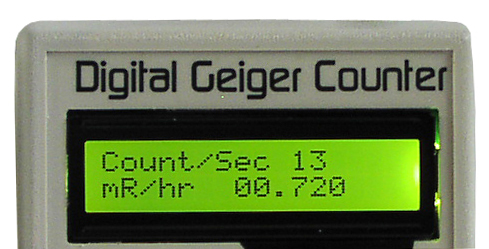 Digital Geiger Counter
Count/Sec 13
mR/hr 00.720